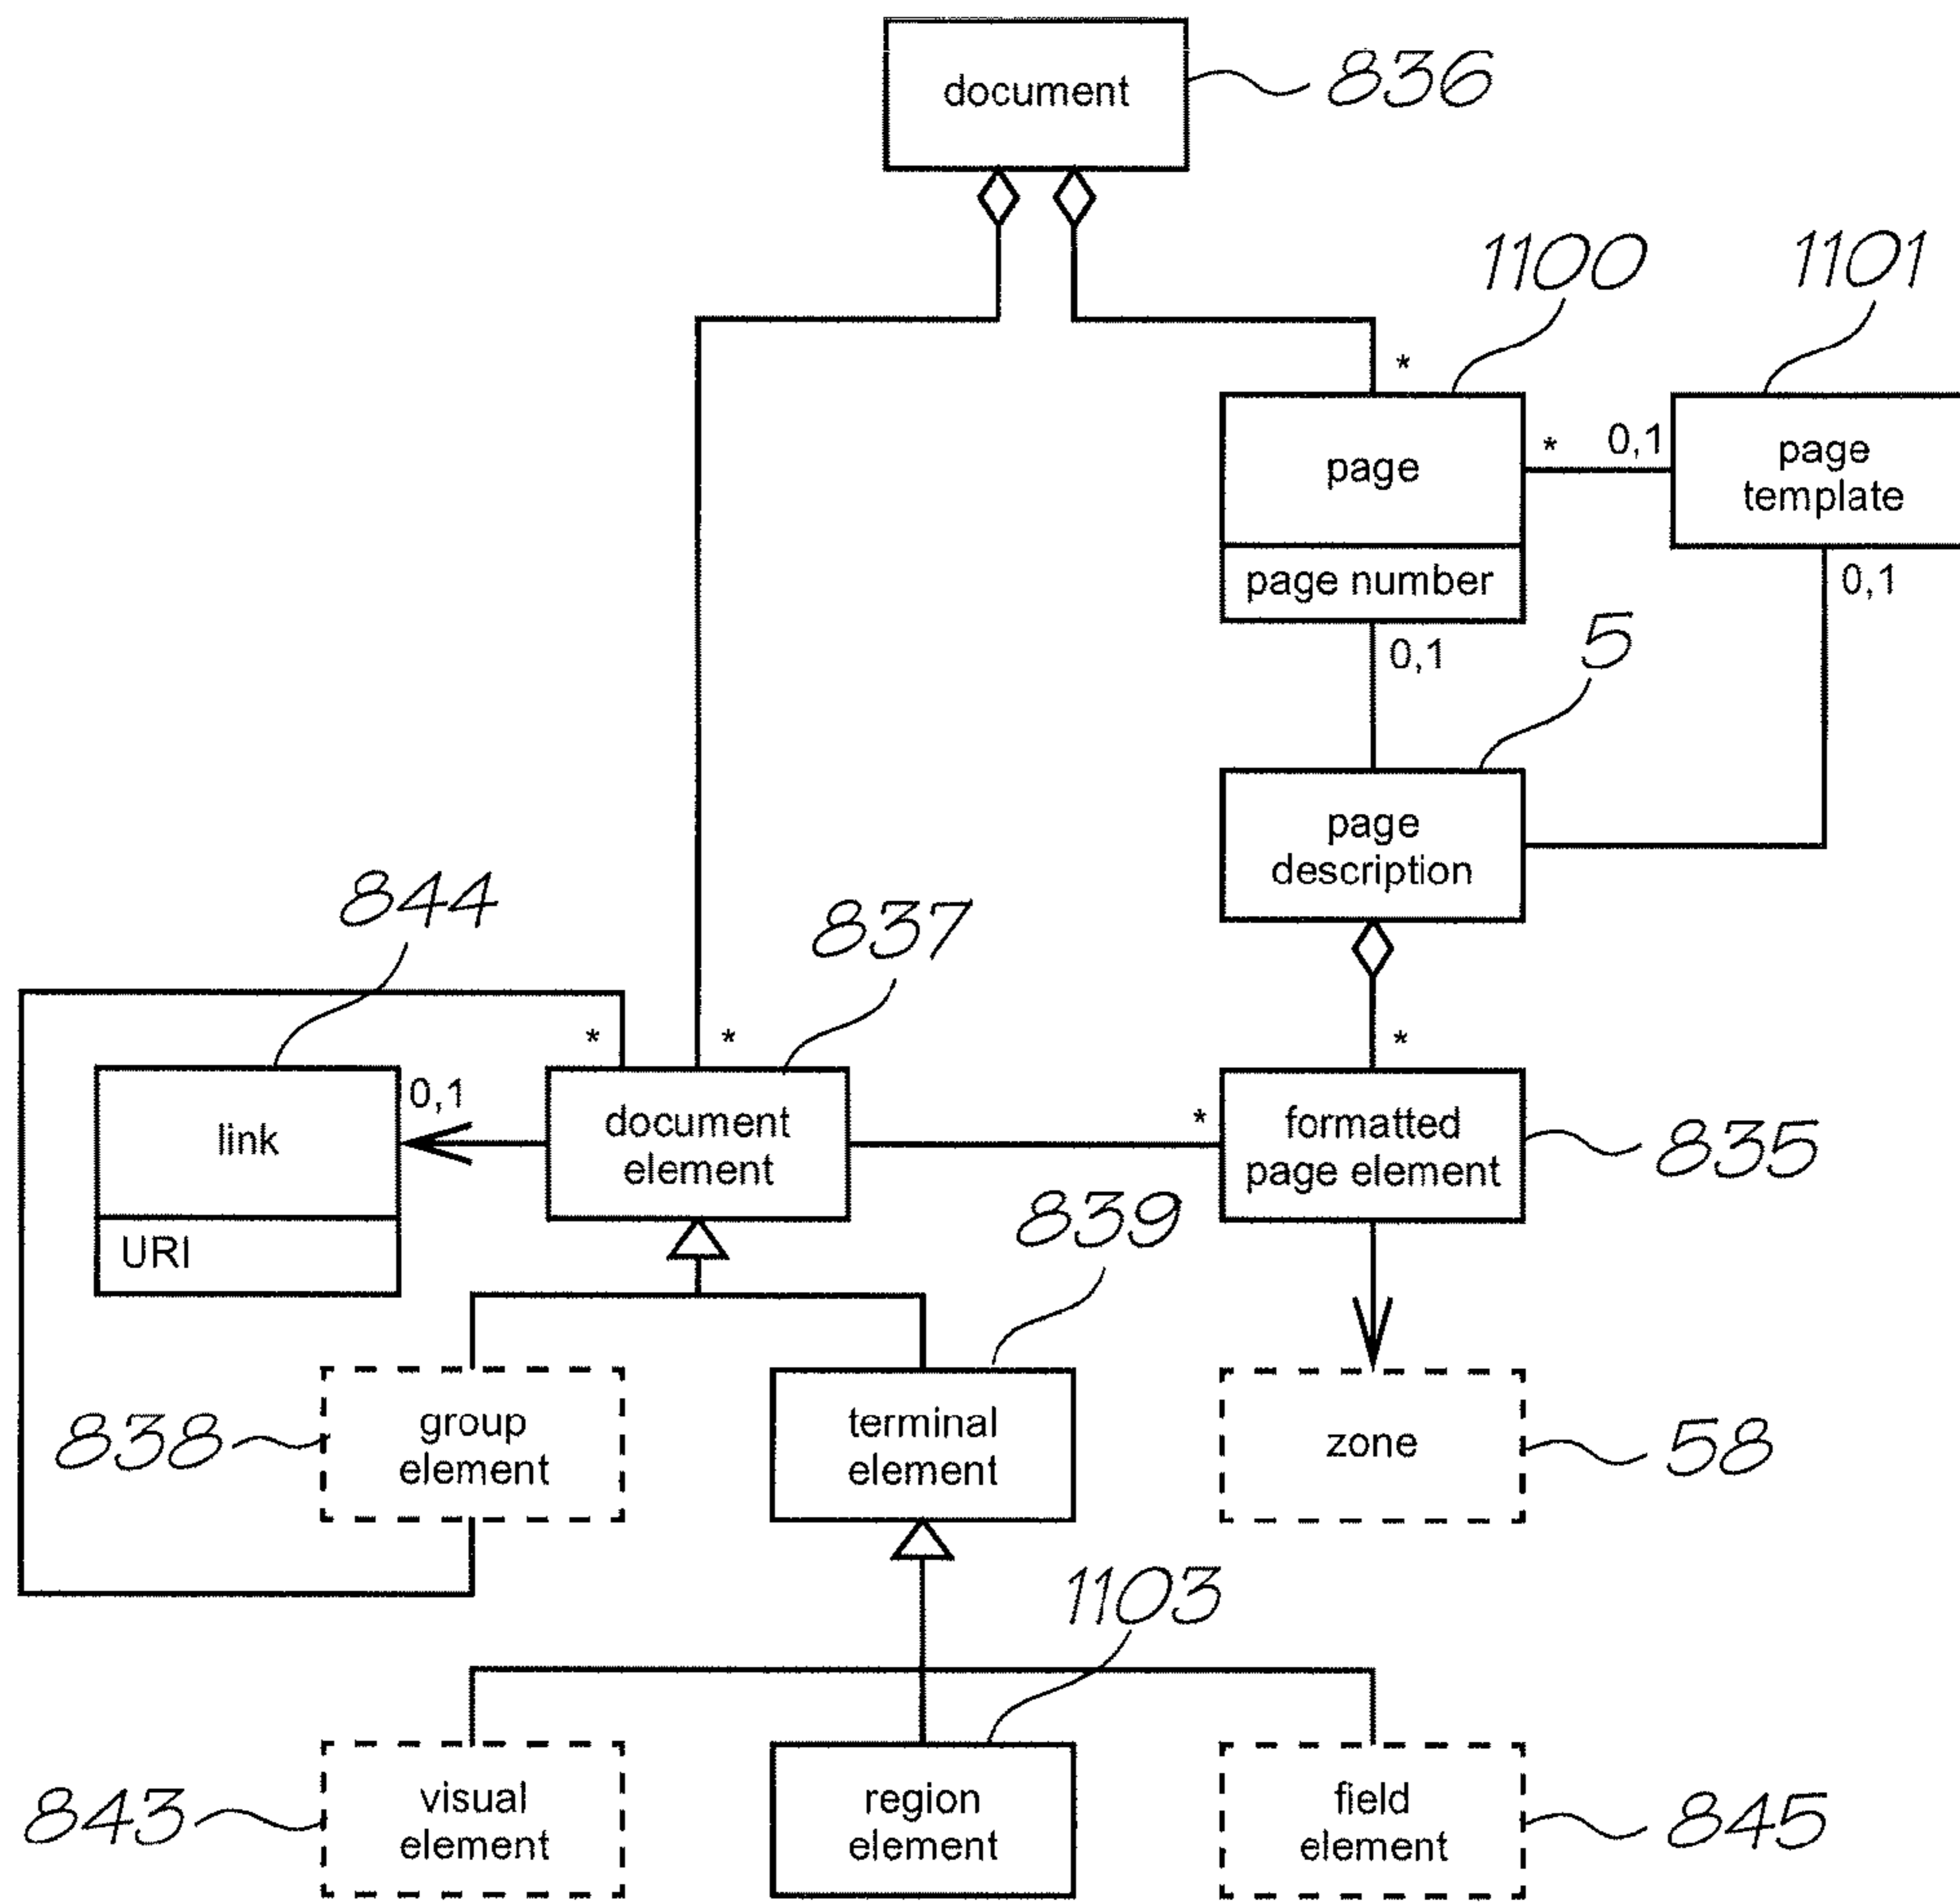 document
836
1100
1101
*
page
*
0,1
page
template
page number
0,1
0,1
5
page
description
844
837
*
*
*
link
0,1
document
element
*
formatted
page element
835
URI
839
838
group
element
terminal
element
zone
58
1103
843
visual
element
region
element
field
element
845